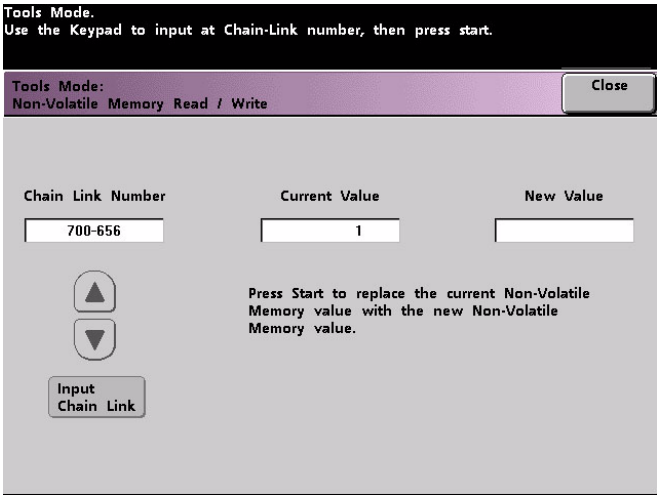 Tools Mode.
Use the Keypad to input at Chain-Link number, then press start.
Tools Mode:
Non-Volatile Memory Read / Write
Close
Chain Link Number
Current Value
New Value
700-656
1
Press Start to replace the current Non-Volatile
Memory value with the new Non-Volatile
Memory value.
Input
Chain Link